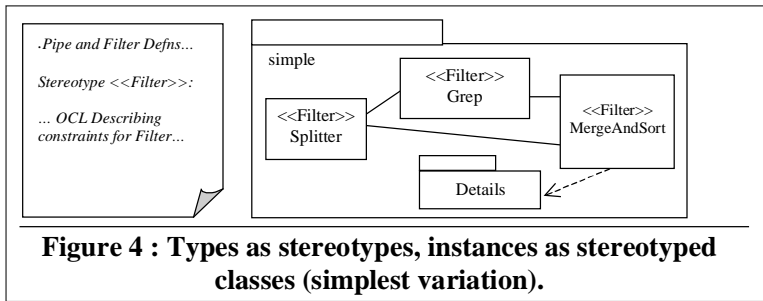 .Pipe and Filter Defns…
Stereotype <<Filter>>:
… OCL Describing
constraints for Filter…
simple
<<Filter>>
Grep
<<Filter>>
Splitter
<<Filter>>
MergeAndSort
Details
Figure 4 : Types as stereotypes, instances as stereotyped
classes (simplest variation).